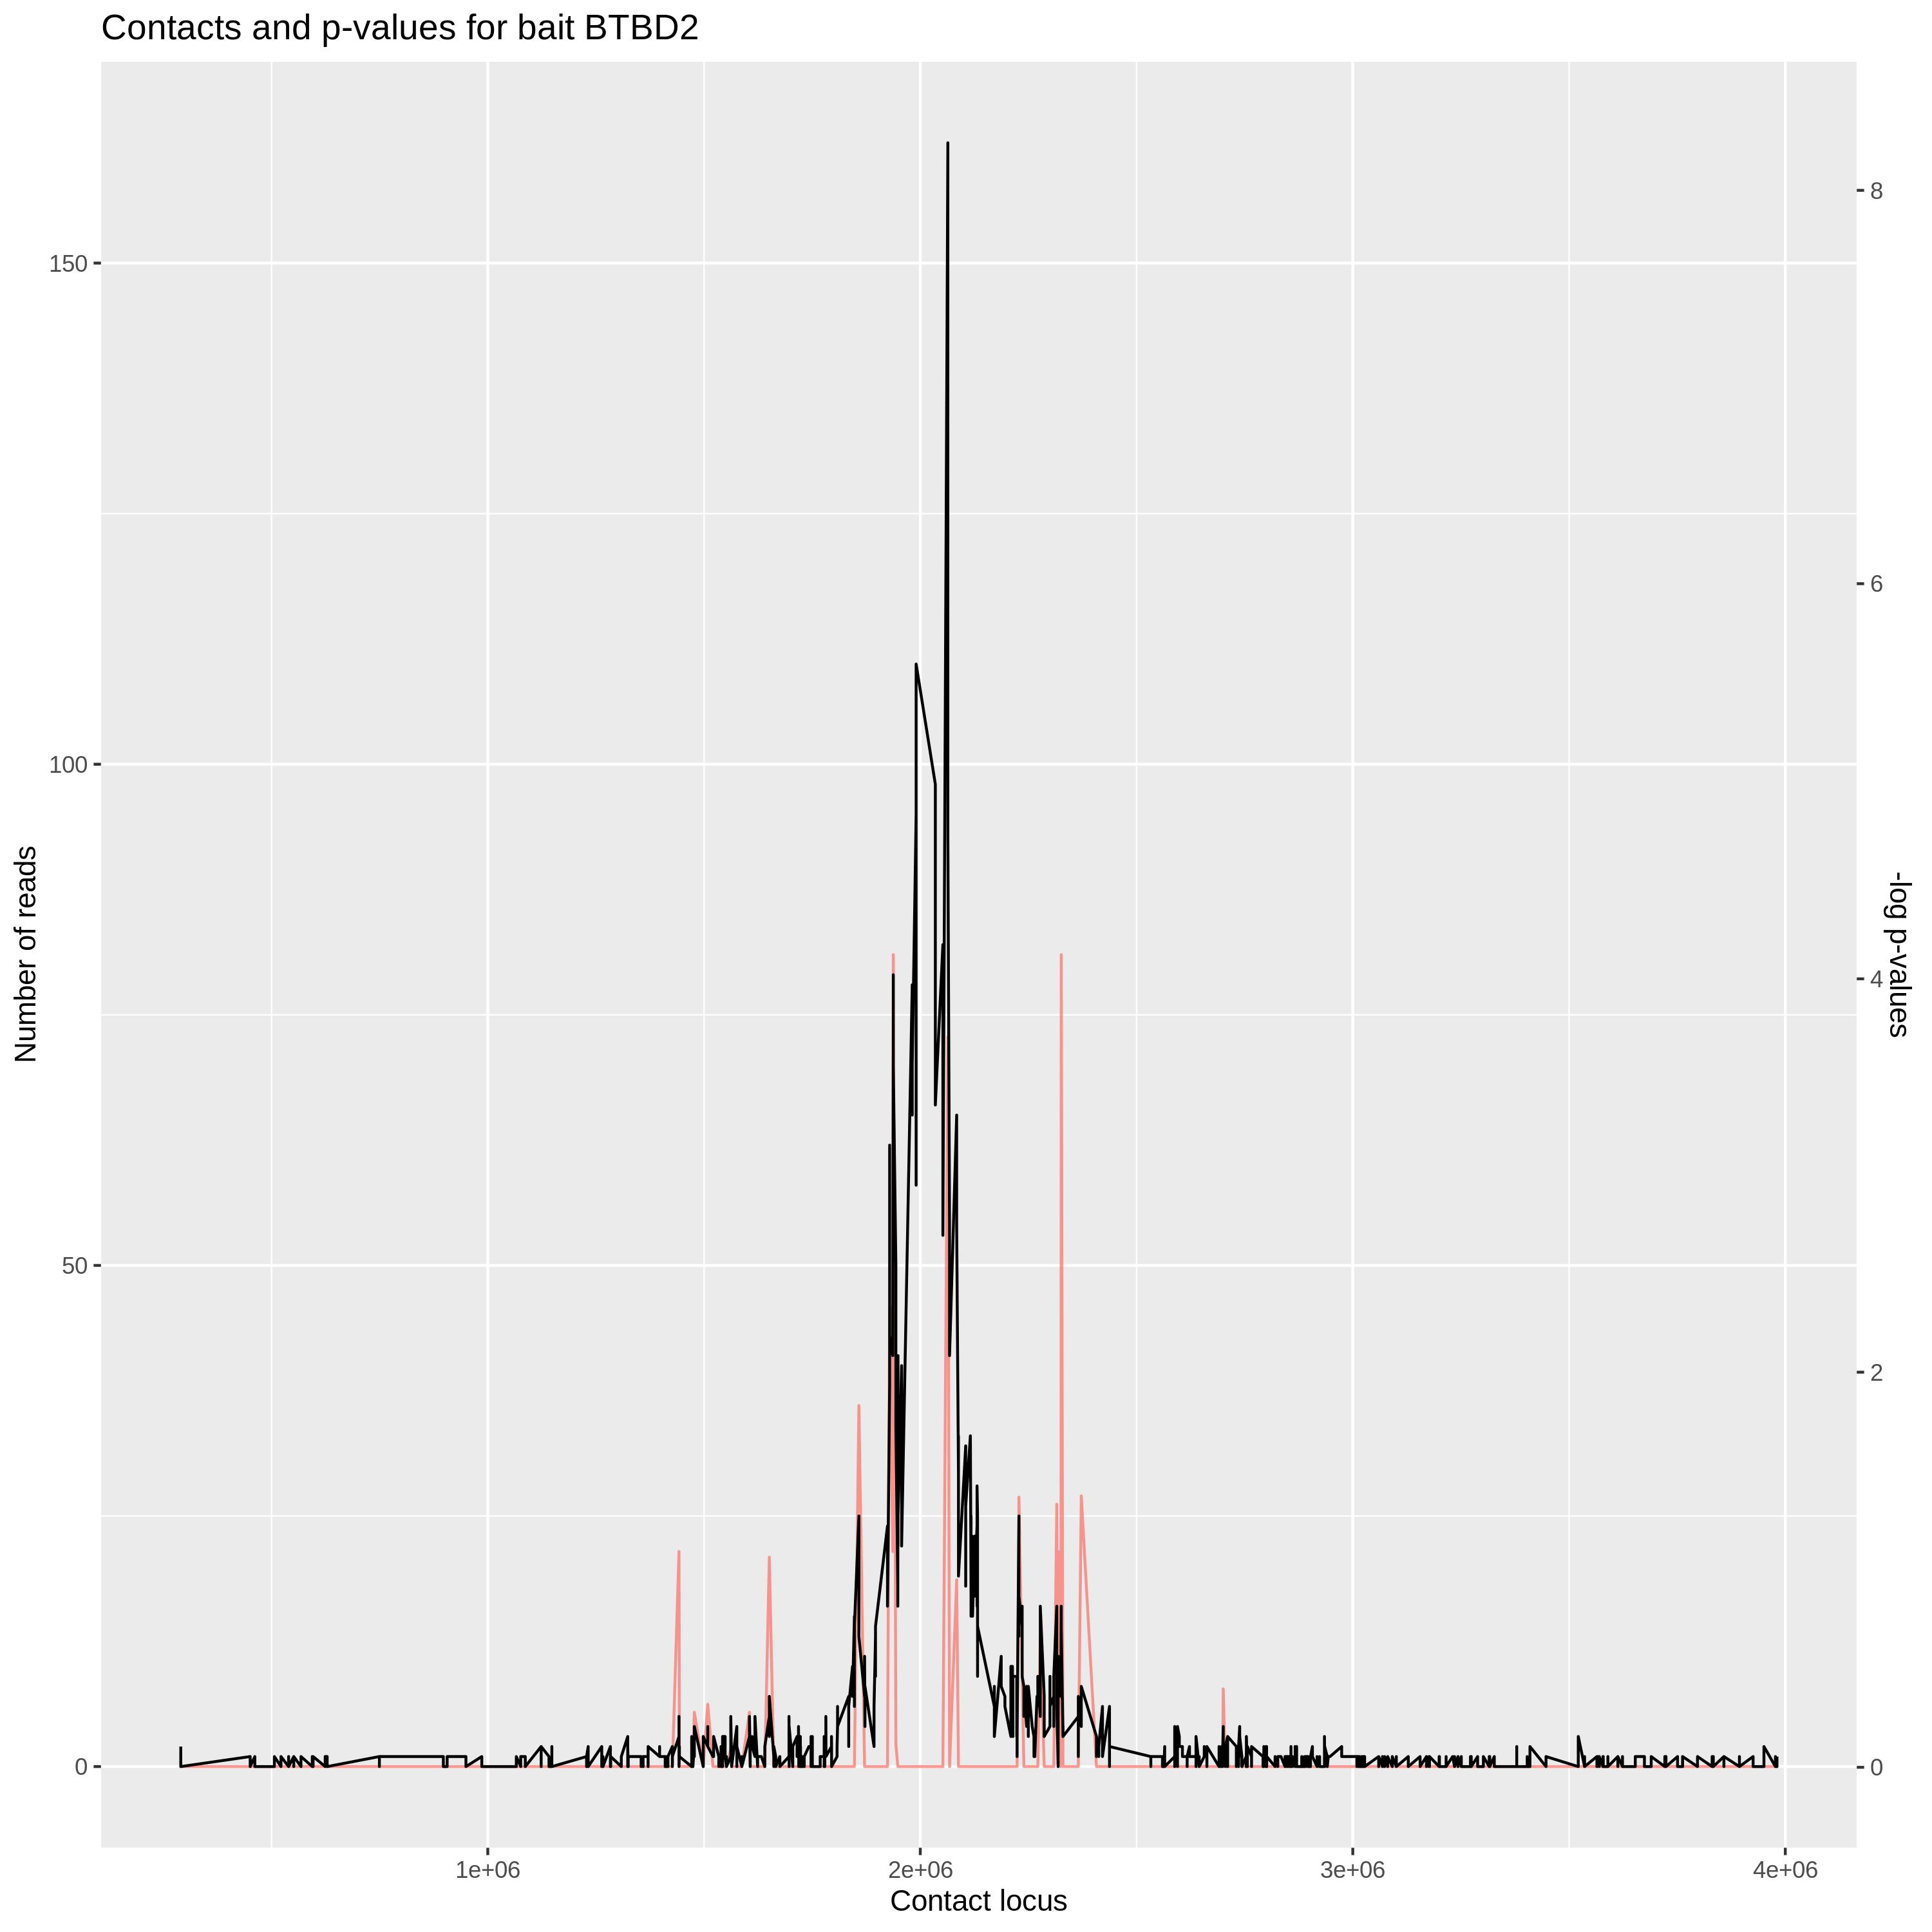 Contacts and p-values for bait BTBD2
150
100
50
0
Number of reads
8
6
4
2
0
-log p-values
1e+06 2e+06 3e+06 4e+06
Contact locus